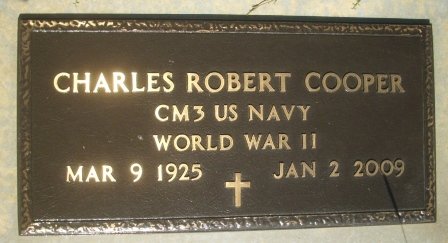 CHARLES ROBERT COOPER
CM3 US NAVY
WORLD WAR II
MAR 9 1925 JAN 2 2009